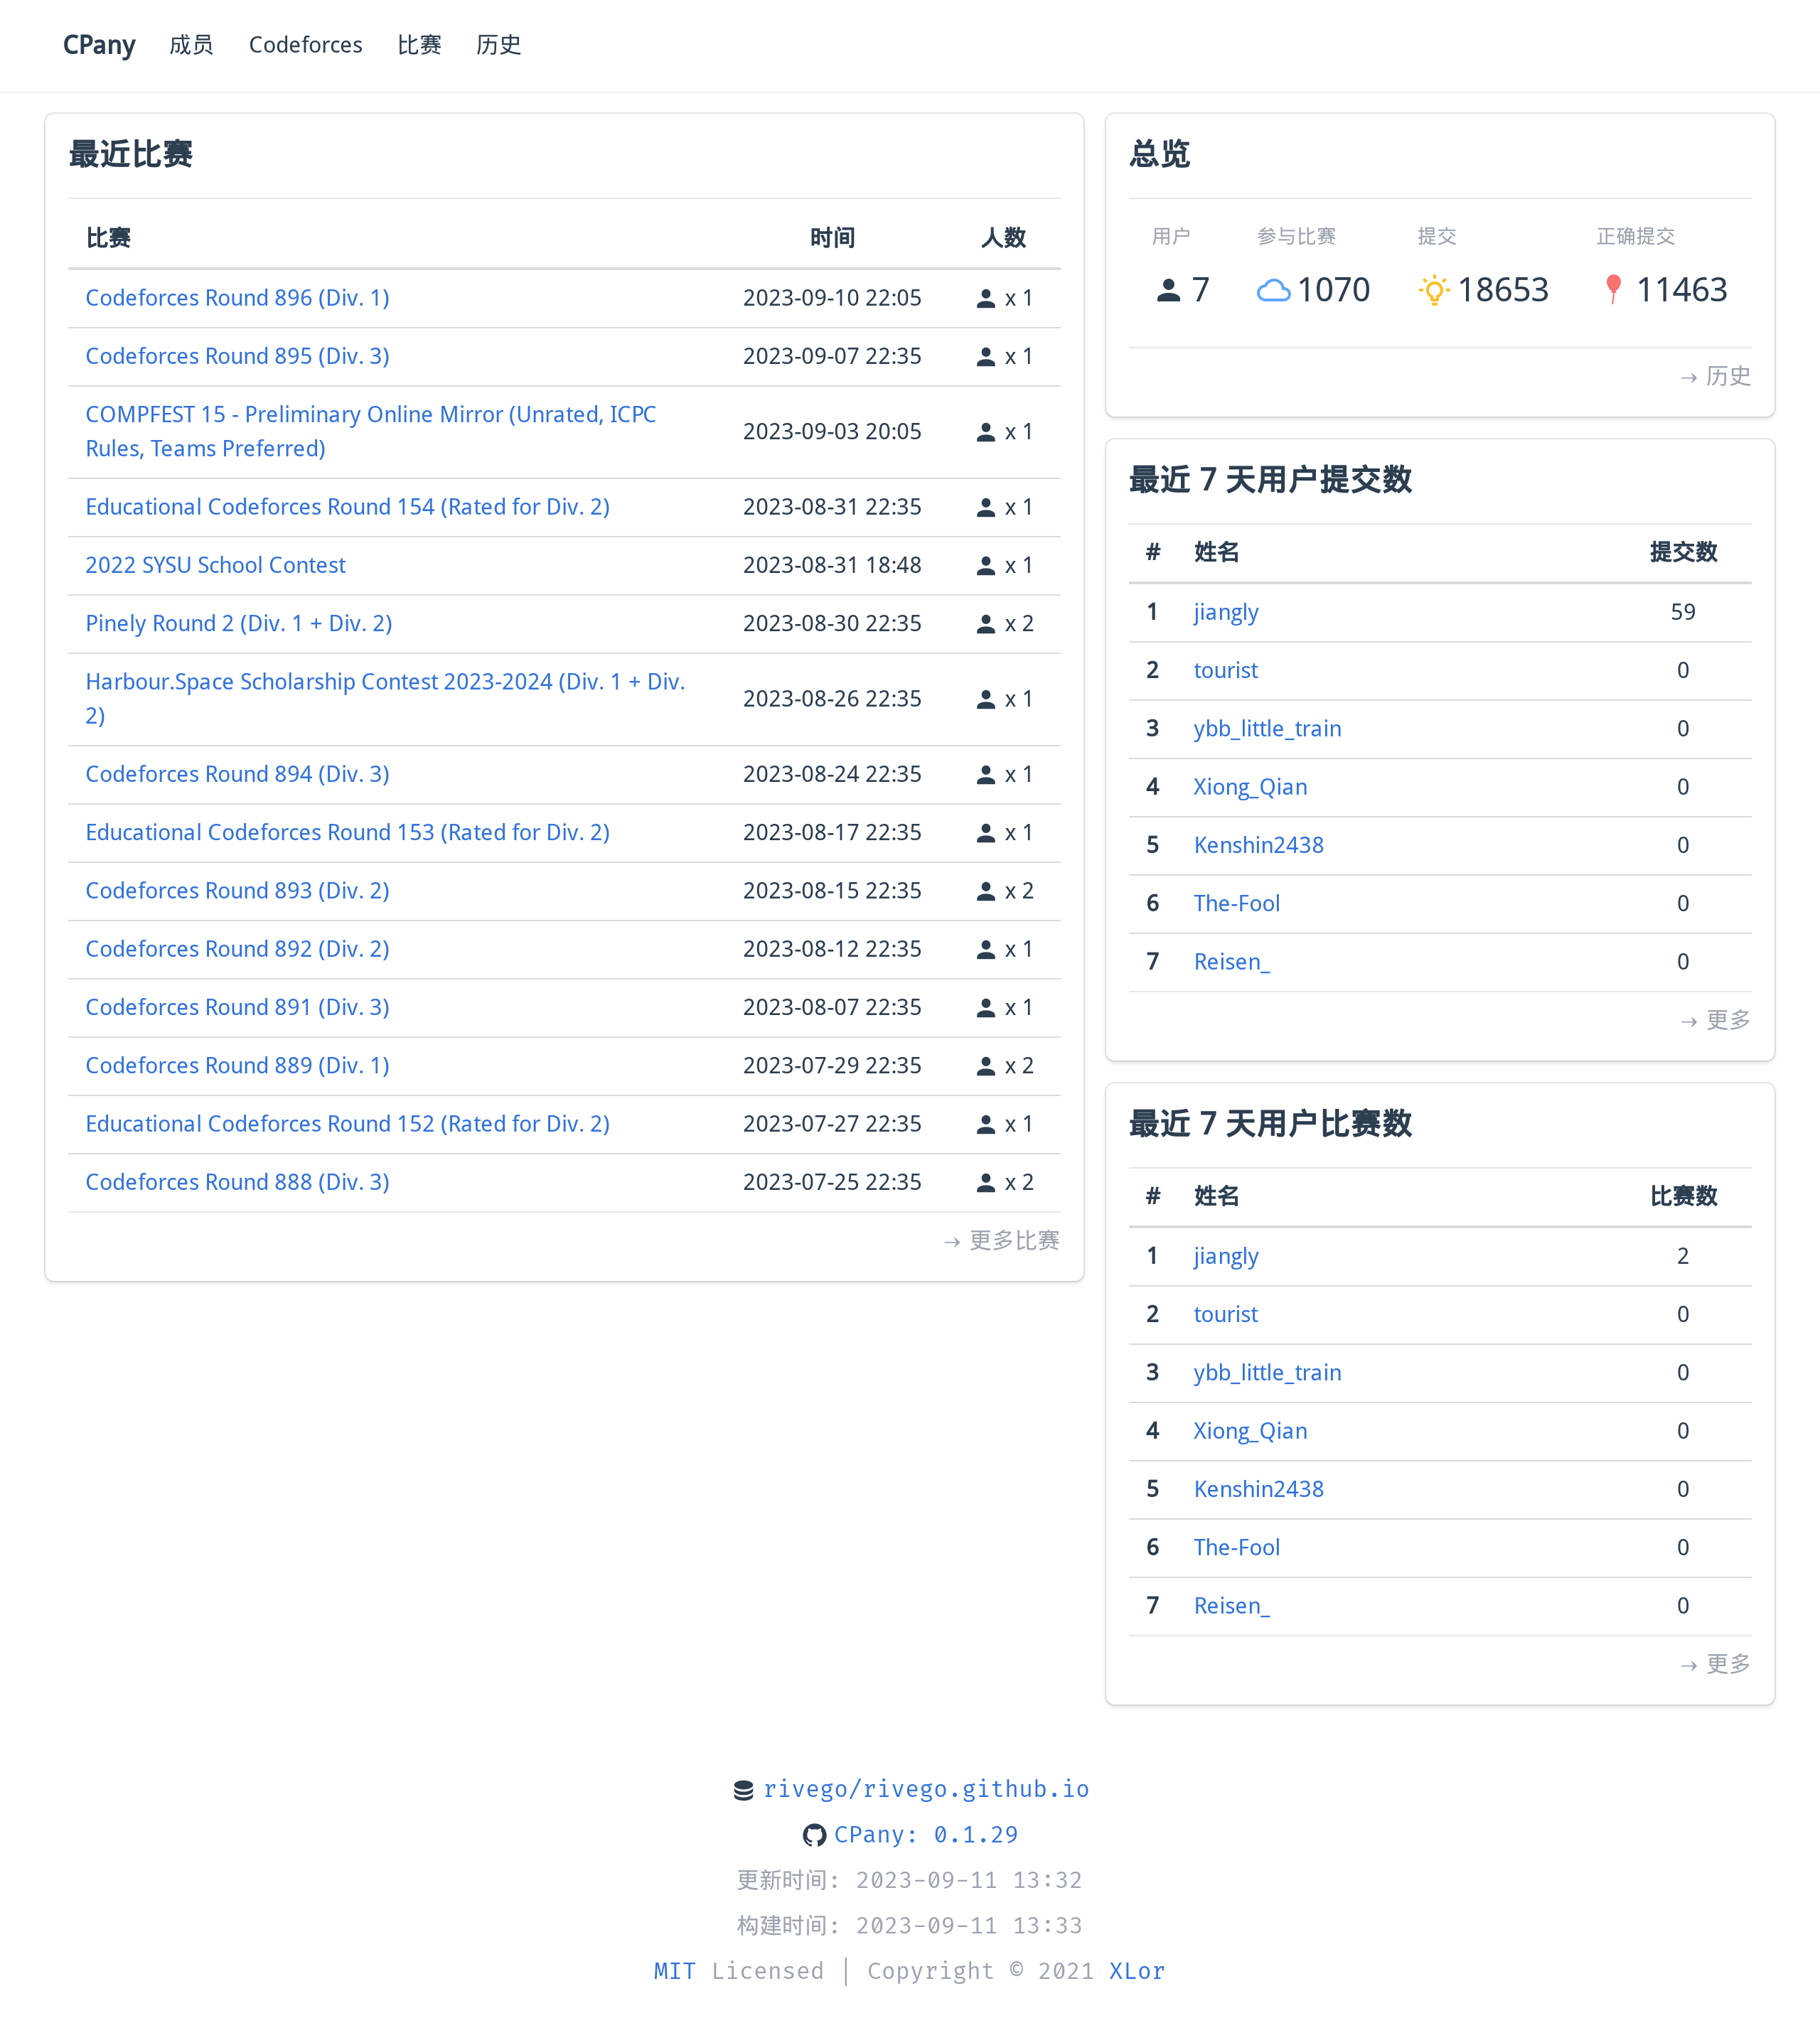 CPany 成员 Codeforces 比赛 历史
最近比赛
比赛 时间 人数
Codeforces Round 896 (Div. 1) 2023-09-10 22:05 x 1
Codeforces Round 895 (Div. 3) 2023-09-07 22:35 x 1
COMPFEST 15 - Preliminary Online Mirror (Unrated, ICPC
Rules, Teams Preferred) 2023-09-03 20:05 x 1
Educational Codeforces Round 154 (Rated for Div. 2) 2023-08-31 22:35 x 1
2022 SYSU School Contest 2023-08-31 18:48 x 1
Pinely Round 2 (Div. 1 + Div. 2) 2023-08-30 22:35 x 2
Harbour.Space Scholarship Contest 2023-2024 (Div. 1 + Div.
2) 2023-08-26 22:35 x 1
Codeforces Round 894 (Div. 3) 2023-08-24 22:35 x 1
Educational Codeforces Round 153 (Rated for Div. 2) 2023-08-17 22:35 x 1
Codeforces Round 893 (Div. 2) 2023-08-15 22:35 x 2
Codeforces Round 892 (Div. 2) 2023-08-12 22:35 x 1
Codeforces Round 891 (Div. 3) 2023-08-07 22:35 x 1
Codeforces Round 889 (Div. 1) 2023-07-29 22:35 x 2
Educational Codeforces Round 152 (Rated for Div. 2) 2023-07-27 22:35 x 1
Codeforces Round 888 (Div. 3) 2023-07-25 22:35 x 2
→ 更多比赛
总览
用户 参与比赛 提交 正确提交
7 1070 18653 11463
→ 历史
最近 7 天用户提交数
# 姓名 提交数
1 jiangly 59
2 tourist 0
3 ybb_little_train 0
4 Xiong_Qian 0
5 Kenshin2438 0
6 The-Fool 0
7 Reisen_ 0
→ 更多
最近 7 天用户比赛数
# 姓名 比赛数
1 jiangly 2
2 tourist 0
3 ybb_little_train 0
4 Xiong_Qian 0
5 Kenshin2438 0
6 The-Fool 0
7 Reisen_ 0
→ 更多
rivego/rivego.github.io
CPany: 0.1.29
更新时间: 2023-09-11 13:32
构建时间: 2023-09-11 13:33
MIT Licensed | Copyright © 2021 XLor